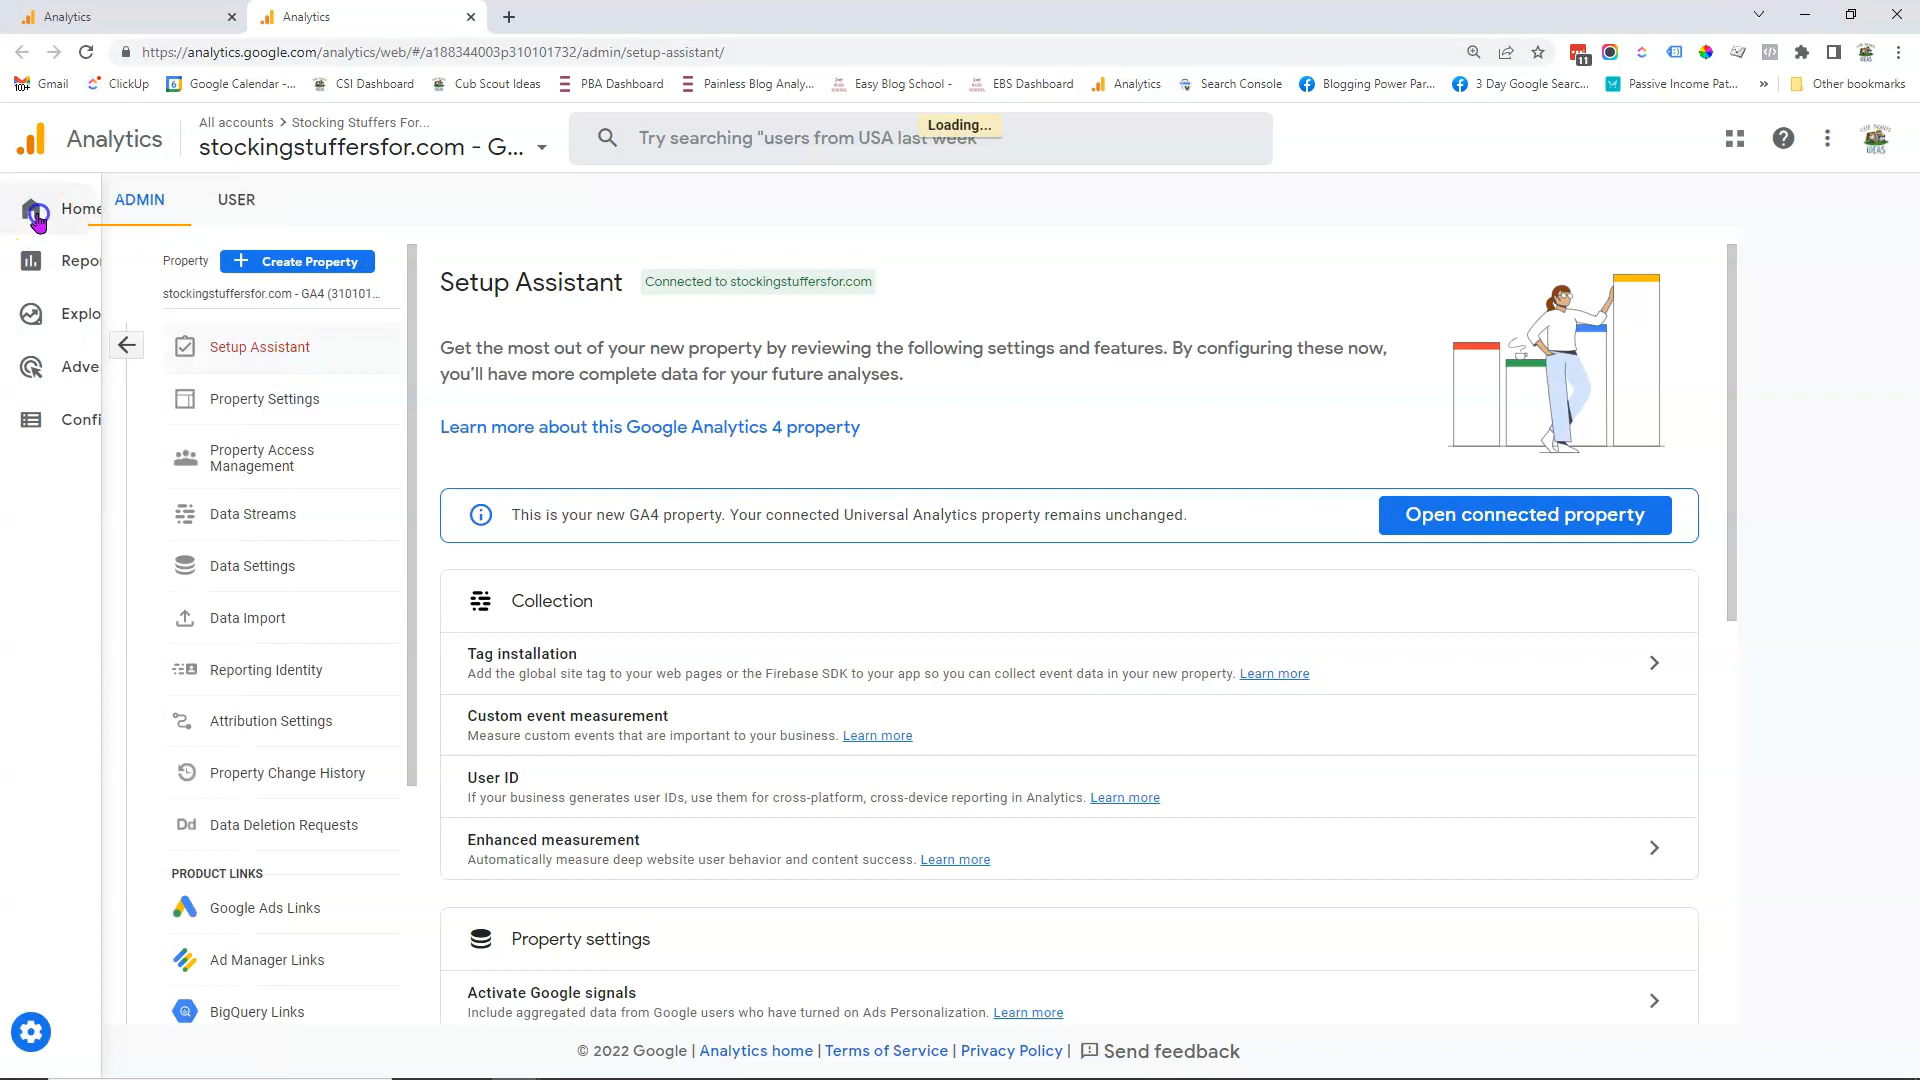 Analytics
Analytics
https://analytics.google.com/analytics/web/#/a188344003p310101732/admin/setup-assistant/
11
10+
Gmail
ClickUp
6
Google Calendar -...
CSI Dashboard
Cub Scout Ideas
PBA Dashboard
Painless Blog Analy...
Easy Blog School -
EBS Dashboard
Analytics
Search Console
Blogging Power Par...
3 Day Google Searc...
Passive Income Pat...
»
Other bookmarks
Analytics
All accounts > Stocking Stuffers For...
stockingstuffersfor.com - G...
Try searching "users from USA last week"
Loading...
CUB SCOUTS
IDEAS
Home
Repo
Explo
Adve
Confi
ADMIN
USER
Property
+ Create Property
stockingstuffersfor.com - GA4 (310101...
Setup Assistant
Property Settings
Property Access
Management
Data Streams
Data Settings
Data Import
Reporting Identity
Attribution Settings
Property Change History
Dd
Data Deletion Requests
PRODUCT LINKS
Google Ads Links
Ad Manager Links
BigQuery Links
Setup Assistant
Connected to stockingstuffersfor.com
Get the most out of your new property by reviewing the following settings and features. By configuring these now,
you'll have more complete data for your future analyses.
Learn more about this Google Analytics 4 property
This is your new GA4 property. Your connected Universal Analytics property remains unchanged.
Open connected property
Collection
Tag installation
Add the global site tag to your web pages or the Firebase SDK to your app so you can collect event data in your new property. Learn more
Custom event measurement
Measure custom events that are important to your business. Learn more
User ID
If your business generates user IDs, use them for cross-platform, cross-device reporting in Analytics. Learn more
Enhanced measurement
Automatically measure deep website user behavior and content success. Learn more
Property settings
Activate Google signals
Include aggregated data from Google users who have turned on Ads Personalization. Learn more
© 2022 Google | Analytics home | Terms of Service | Privacy Policy | Send feedback